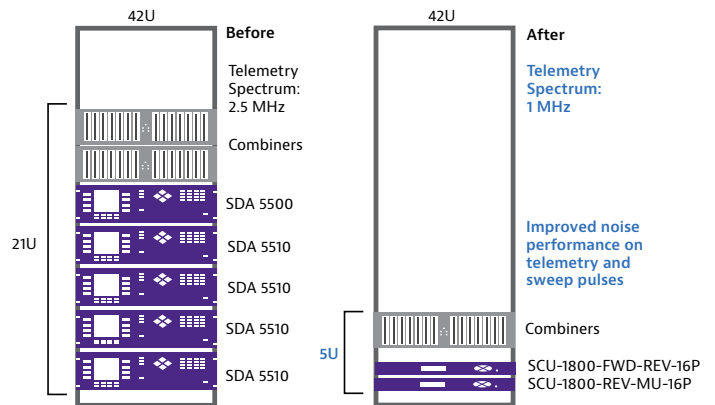 42U
Before
Telemetry
Spectrum:
2.5 MHz
Combiners
SDA 5500
21U
SDA 5510
SDA 5510
SDA 5510
SDA 5510
42U
After
Telemetry
Spectrum:
1 MHz
Improved noise
performance on
telemetry and
sweep pulses
Combiners
5U
SCU-1800-FWD-REV-16P
SCU-1800-REV-MU-16P